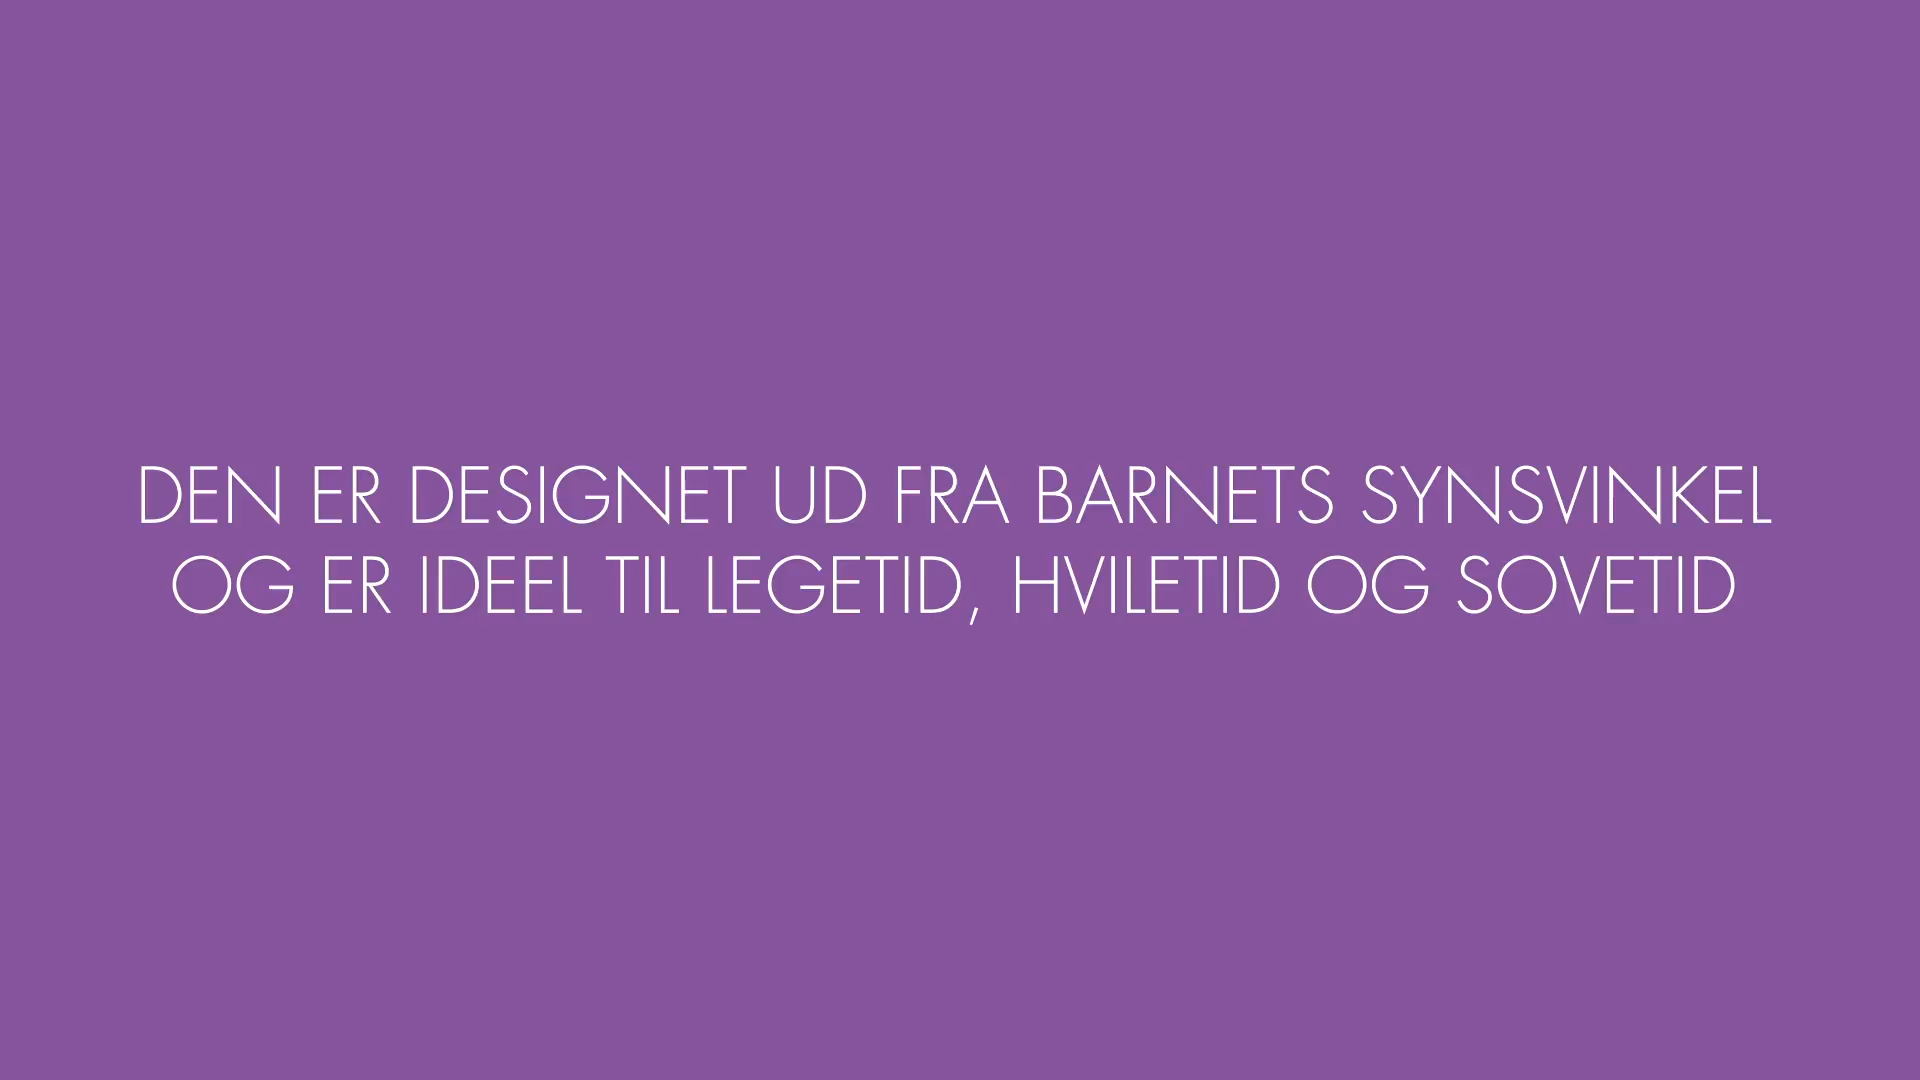 DEN ER DESIGNET UD FRA BARNETS SYNSVINKEL
OG ER IDEEL TIL LEGETID, HVILETID OG SOVETID